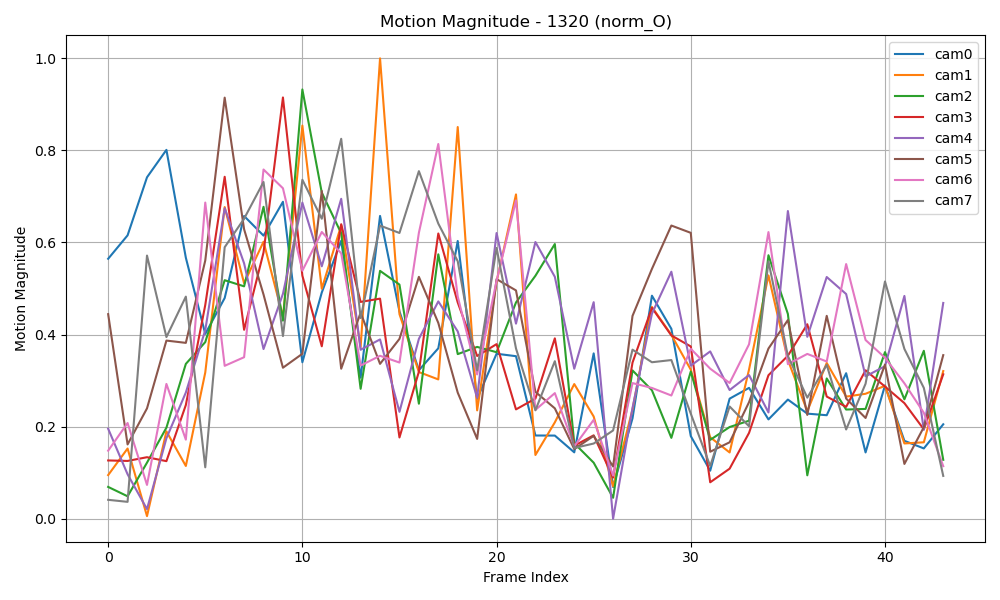 Motion Magnitude - 1320 (norm_O)
Motion Magnitude
1.0
0.8
0.6
0.4
0.2
0.0
0
10
20
30
40
Frame Index
cam0
cam1
cam2
cam3
cam4
cam5
cam6
cam7